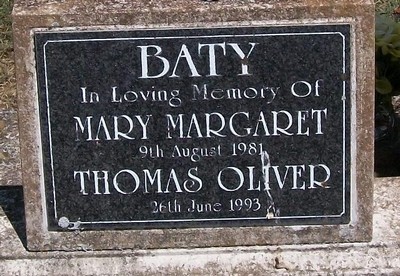 BATY
In Loving Memory Of
MARY MARGARET
9th August 1981
THOMAS OLIVER
26th June 1993